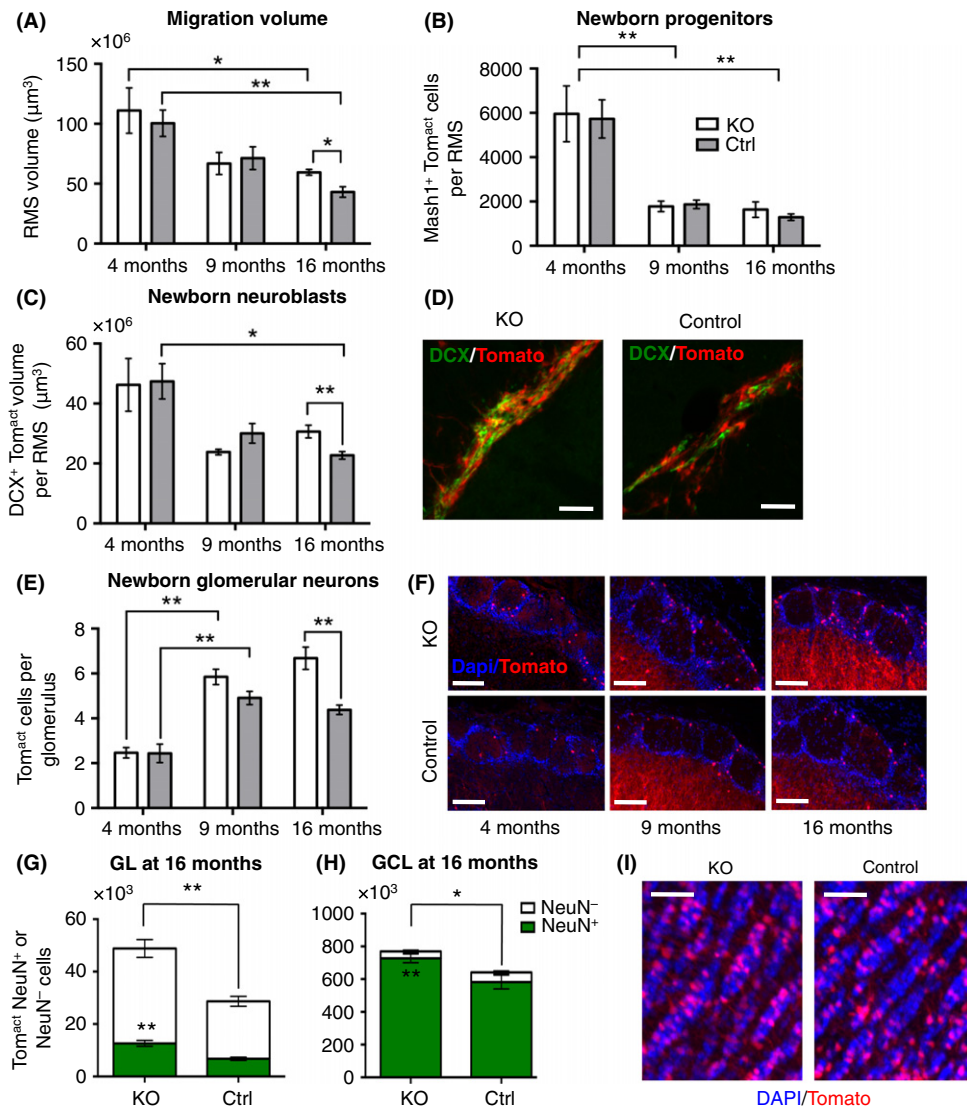 (A) Migration volume
×10⁶
150
100
50
0
RMS volume (μm³)
*
**
*
4 months 9 months 16 months
(B) Newborn progenitors
**
**
8000
6000
4000
2000
0
Mash1⁺ Tomᵃᶜᵗ cells
per RMS
KO
Ctrl
4 months 9 months 16 months
(C) Newborn neuroblasts
×10⁶
60
40
20
0
DCX⁺ Tomᵃᶜᵗ volume
per RMS (μm³)
*
**
4 months 9 months 16 months
(D) KO Control
DCX/Tomato DCX/Tomato
(E) Newborn glomerular neurons
8
6
4
2
0
Tomᵃᶜᵗ cells per
glomerulus
**
**
**
4 months 9 months 16 months
(F)
KO
Dapi/Tomato
Control
4 months 9 months 16 months
(G) GL at 16 months
×10³
60
40
20
0
Tomᵃᶜᵗ NeuN⁺ or
NeuN⁻ cells
**
**
KO Ctrl
(H) GCL at 16 months
×10³
1000
800
600
400
200
0
*
**
NeuN⁻
NeuN⁺
KO Ctrl
(I) KO Control
DAPI/Tomato